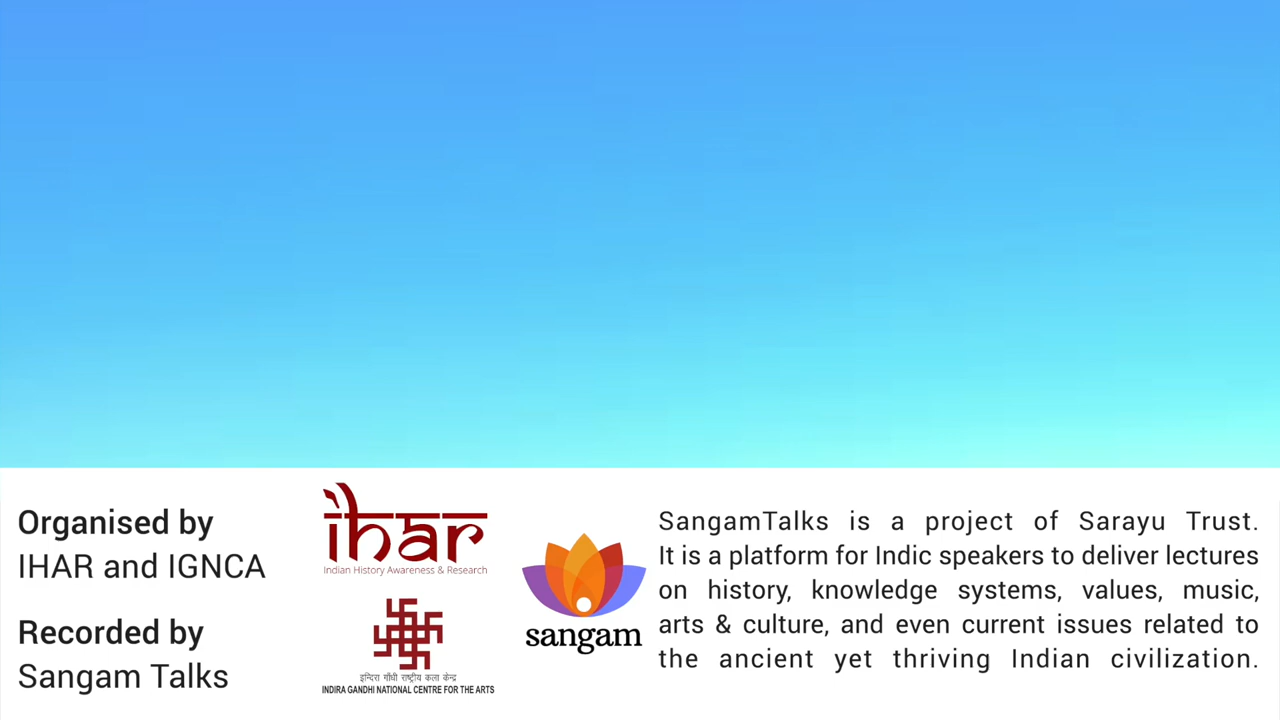 Organised by
IHAR and IGNCA
Recorded by
Sangam Talks
ihar
Indian History Awareness & Research
इन्दिरा गाँधी राष्ट्रीय कला केन्द्र
INDIRA GANDHI NATIONAL CENTRE FOR THE ARTS
sangam
SangamTalks is a project of Sarayu Trust.
It is a platform for Indic speakers to deliver lectures
on history, knowledge systems, values, music,
arts & culture, and even current issues related to
the ancient yet thriving Indian civilization.